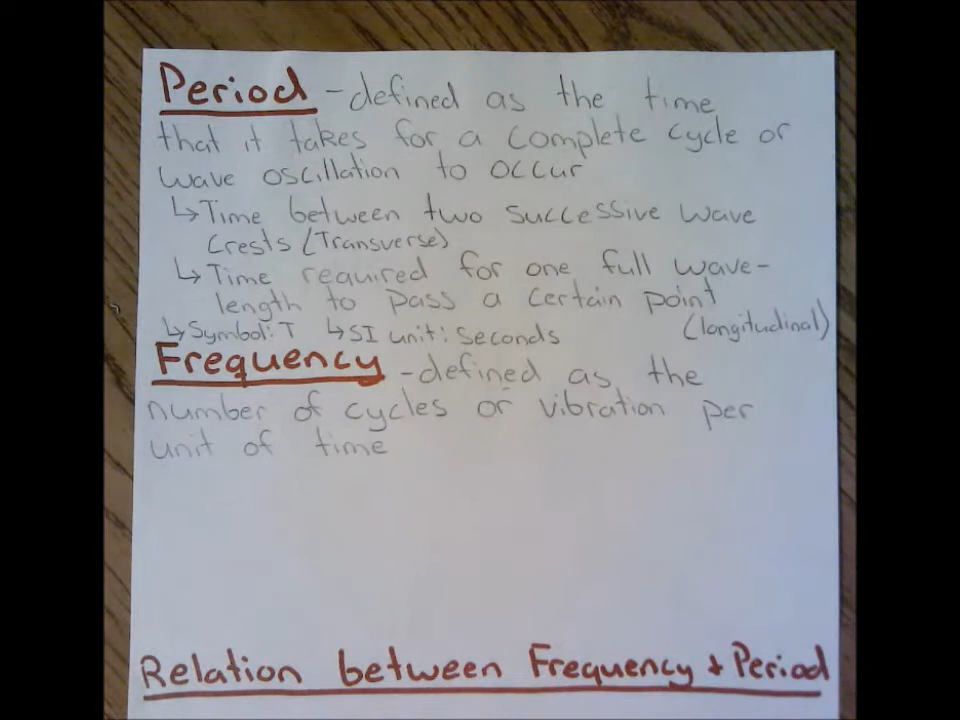 Period - defined as the time
that it takes for a complete cycle or
wave oscillation to occur
↳ Time between two successive wave
crests (Transverse)
↳ Time required for one full wave-
length to pass a certain point
(longitudinal)
↳ Symbol: T ↳ SI unit: seconds
Frequency - defined as the
number of cycles or vibration per
unit of time
Relation between Frequency + Period